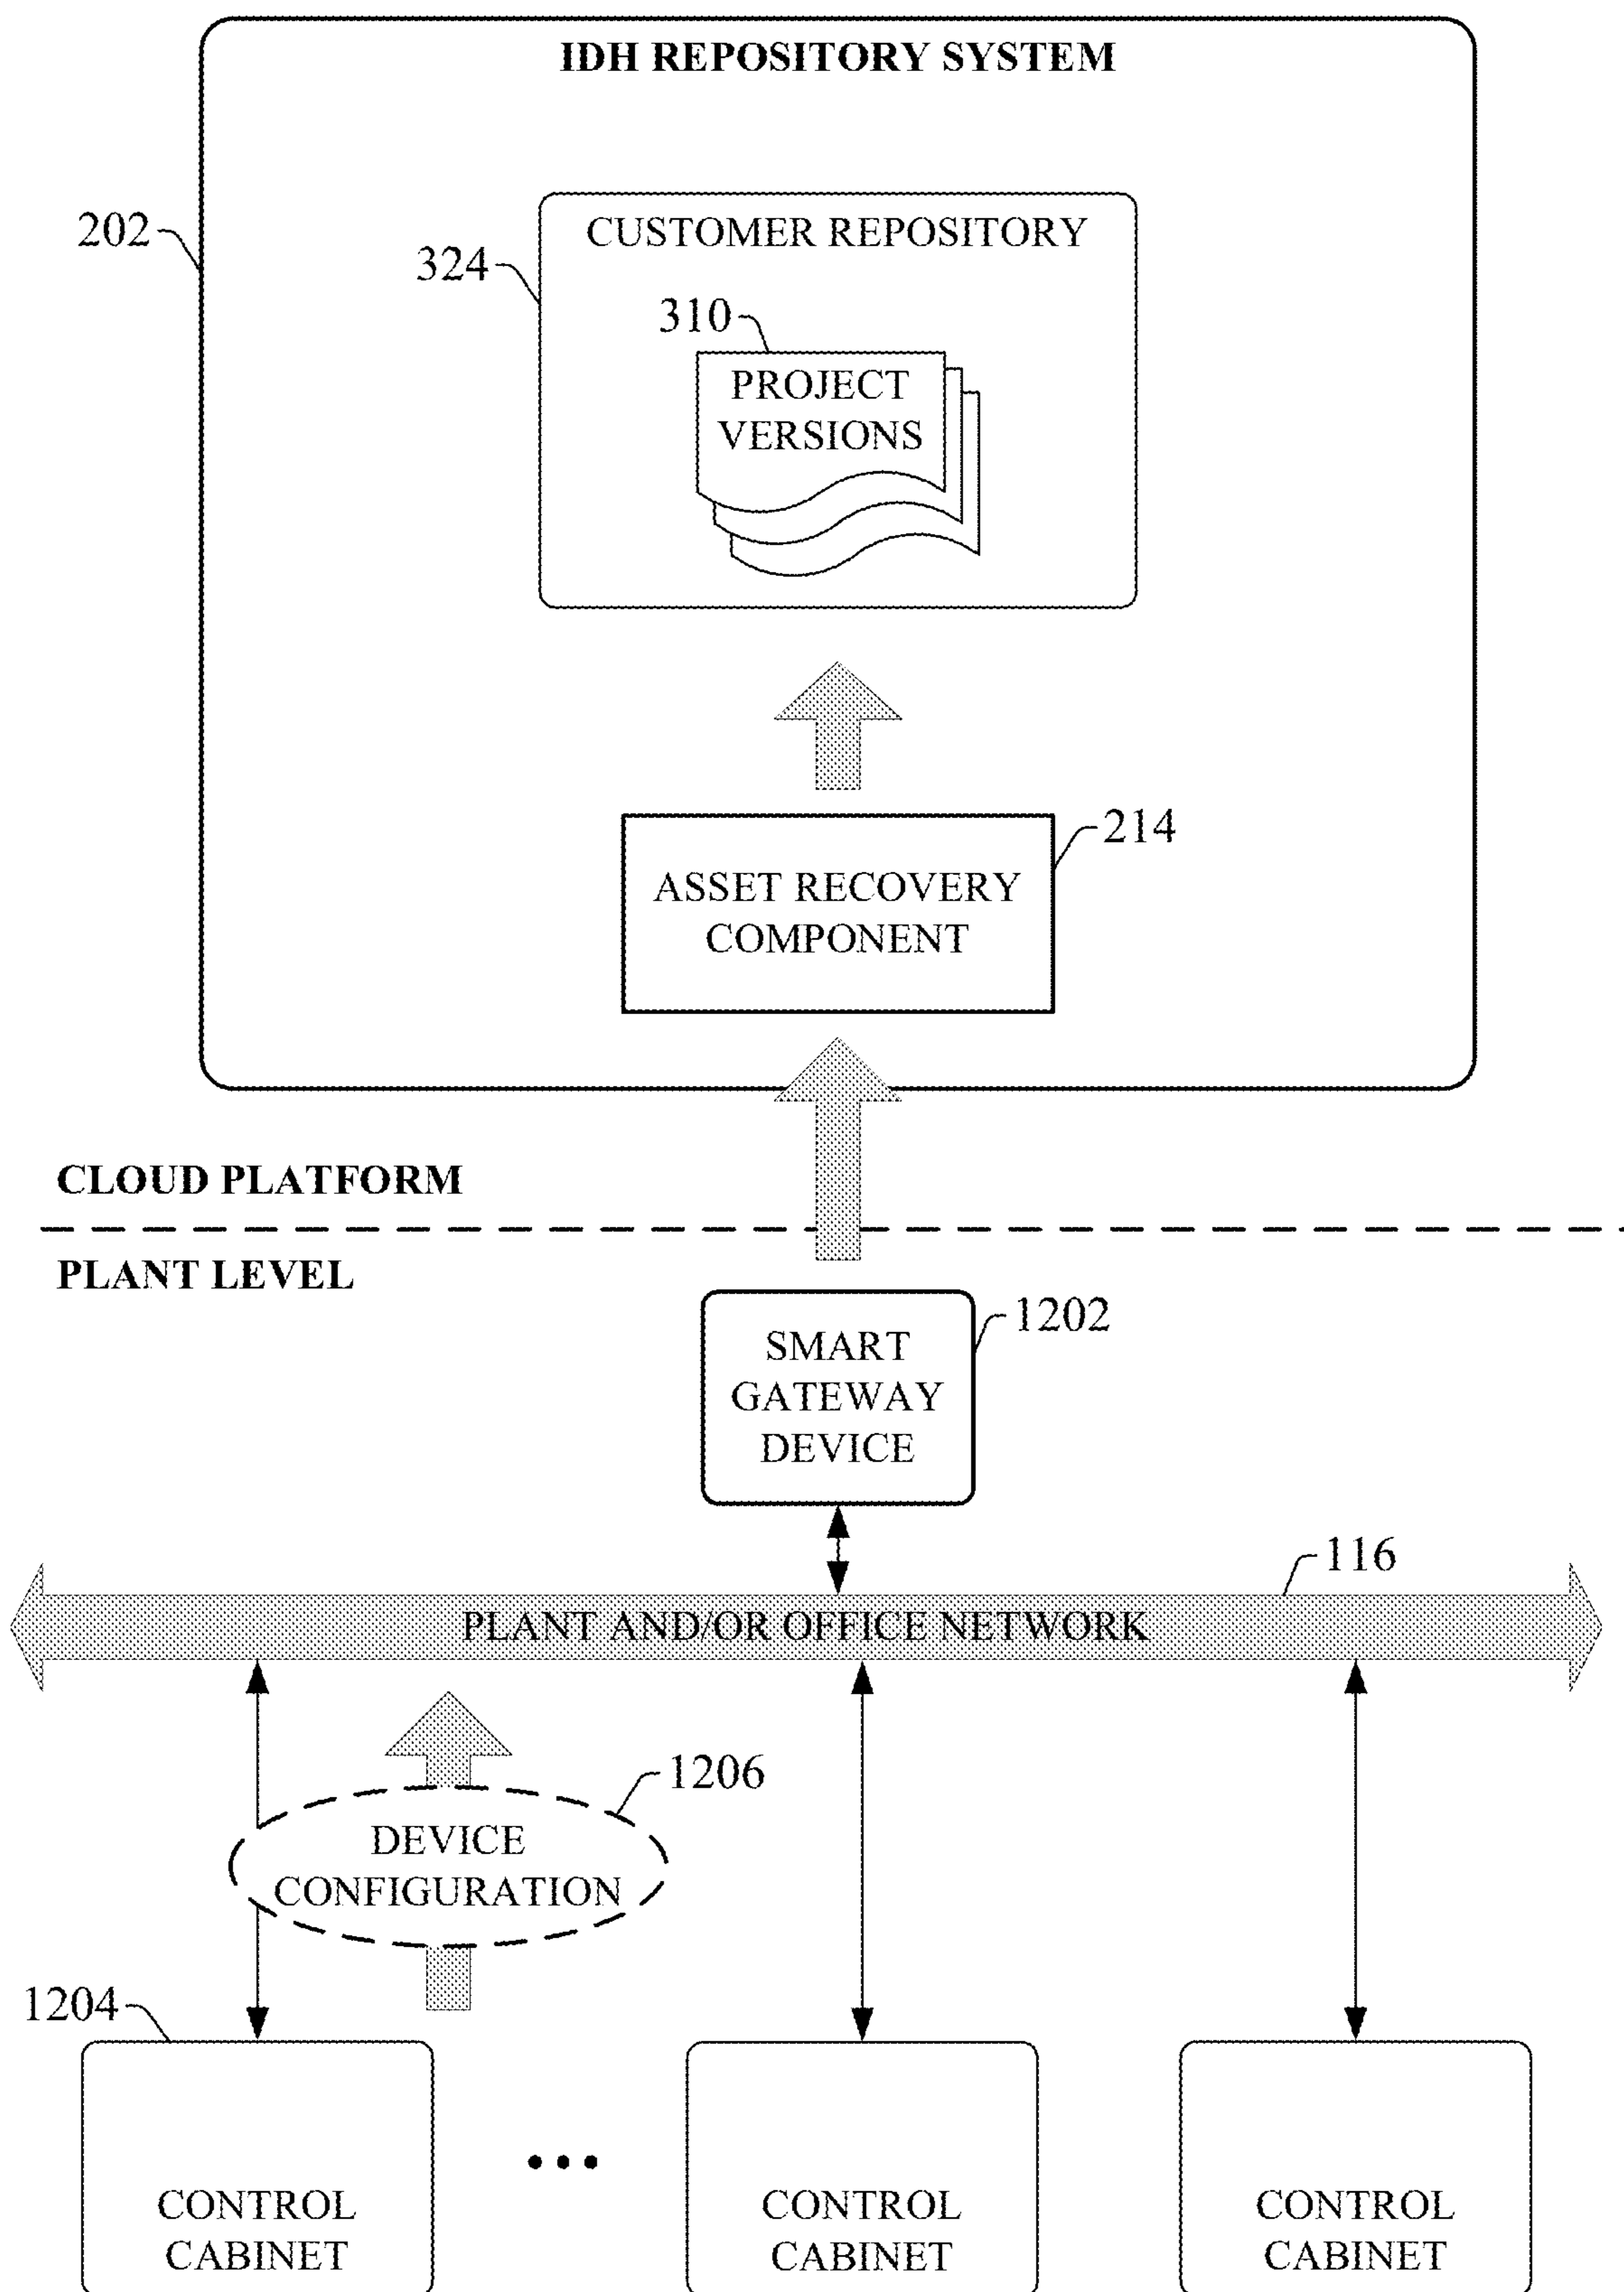 IDH REPOSITORY SYSTEM
202
CUSTOMER REPOSITORY
324
310
PROJECT
VERSIONS
214
ASSET RECOVERY
COMPONENT
CLOUD PLATFORM
PLANT LEVEL
1202
SMART
GATEWAY
DEVICE
116
PLANT AND/OR OFFICE NETWORK
1206
DEVICE
CONFIGURATION
1204
CONTROL
CABINET
...
CONTROL
CABINET
CONTROL
CABINET